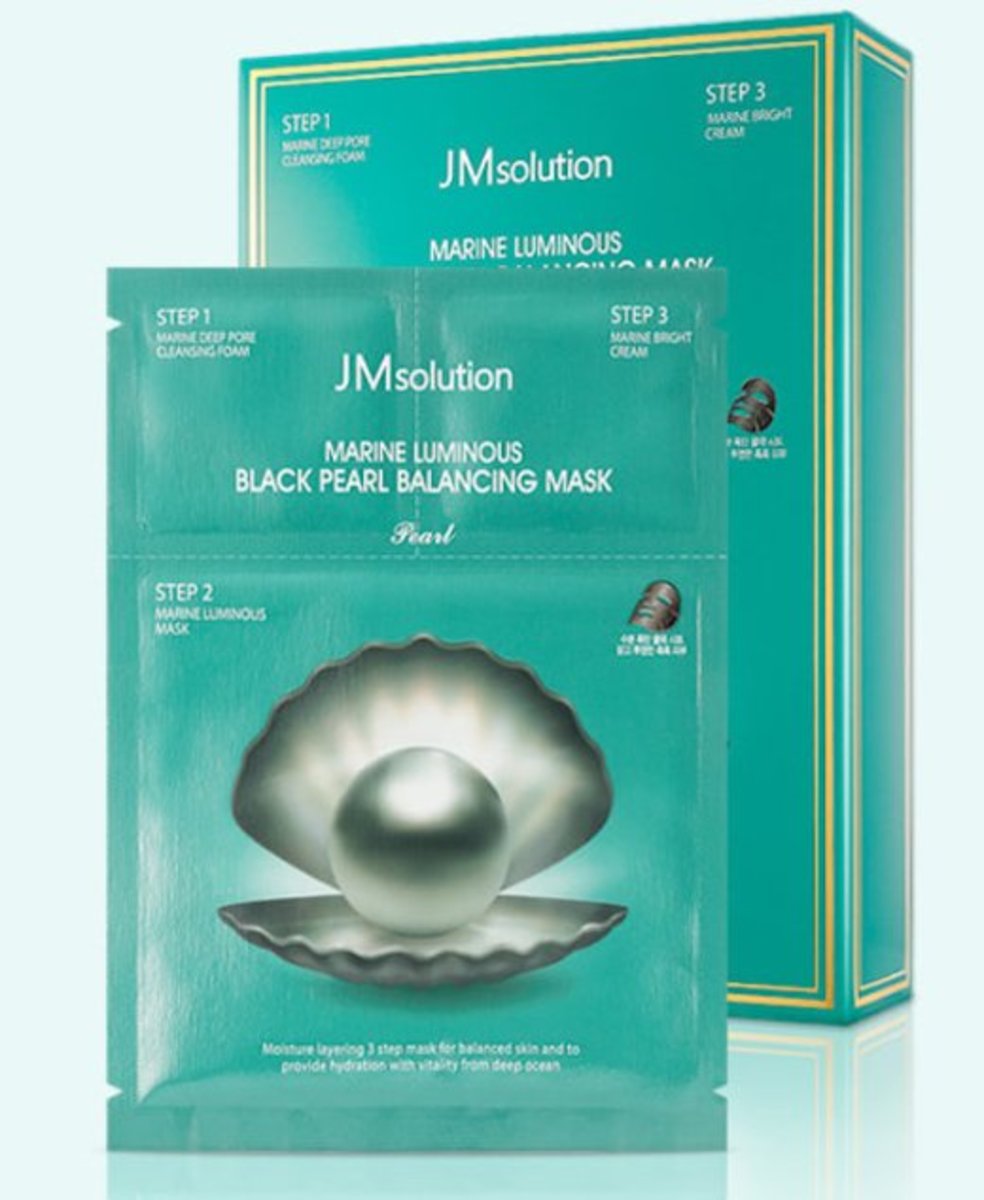 STEP 1
MARINE DEEP PORE
CLEANSING FOAM
STEP 3
MARINE BRIGHT
CREAM
JMsolution
MARINE LUMINOUS
BALANCING MASK
STEP 1
MARINE DEEP PORE
CLEANSING FOAM
STEP 3
MARINE BRIGHT
CREAM
JMsolution
MARINE LUMINOUS
BLACK PEARL BALANCING MASK
Pearl
STEP 2
MARINE LUMINOUS
MASK
Moisture layering 3 step mask for balanced skin and to
provide hydration with vitality from deep ocean